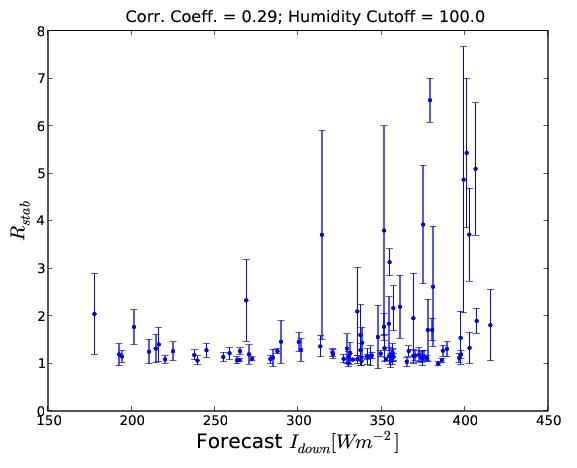 Corr. Coeff. = 0.29; Humidity Cutoff = 100.0
8
7
6
5
4
3
2
1
0
R_stab
150 200 250 300 350 400 450
Forecast I_down[Wm^-2]